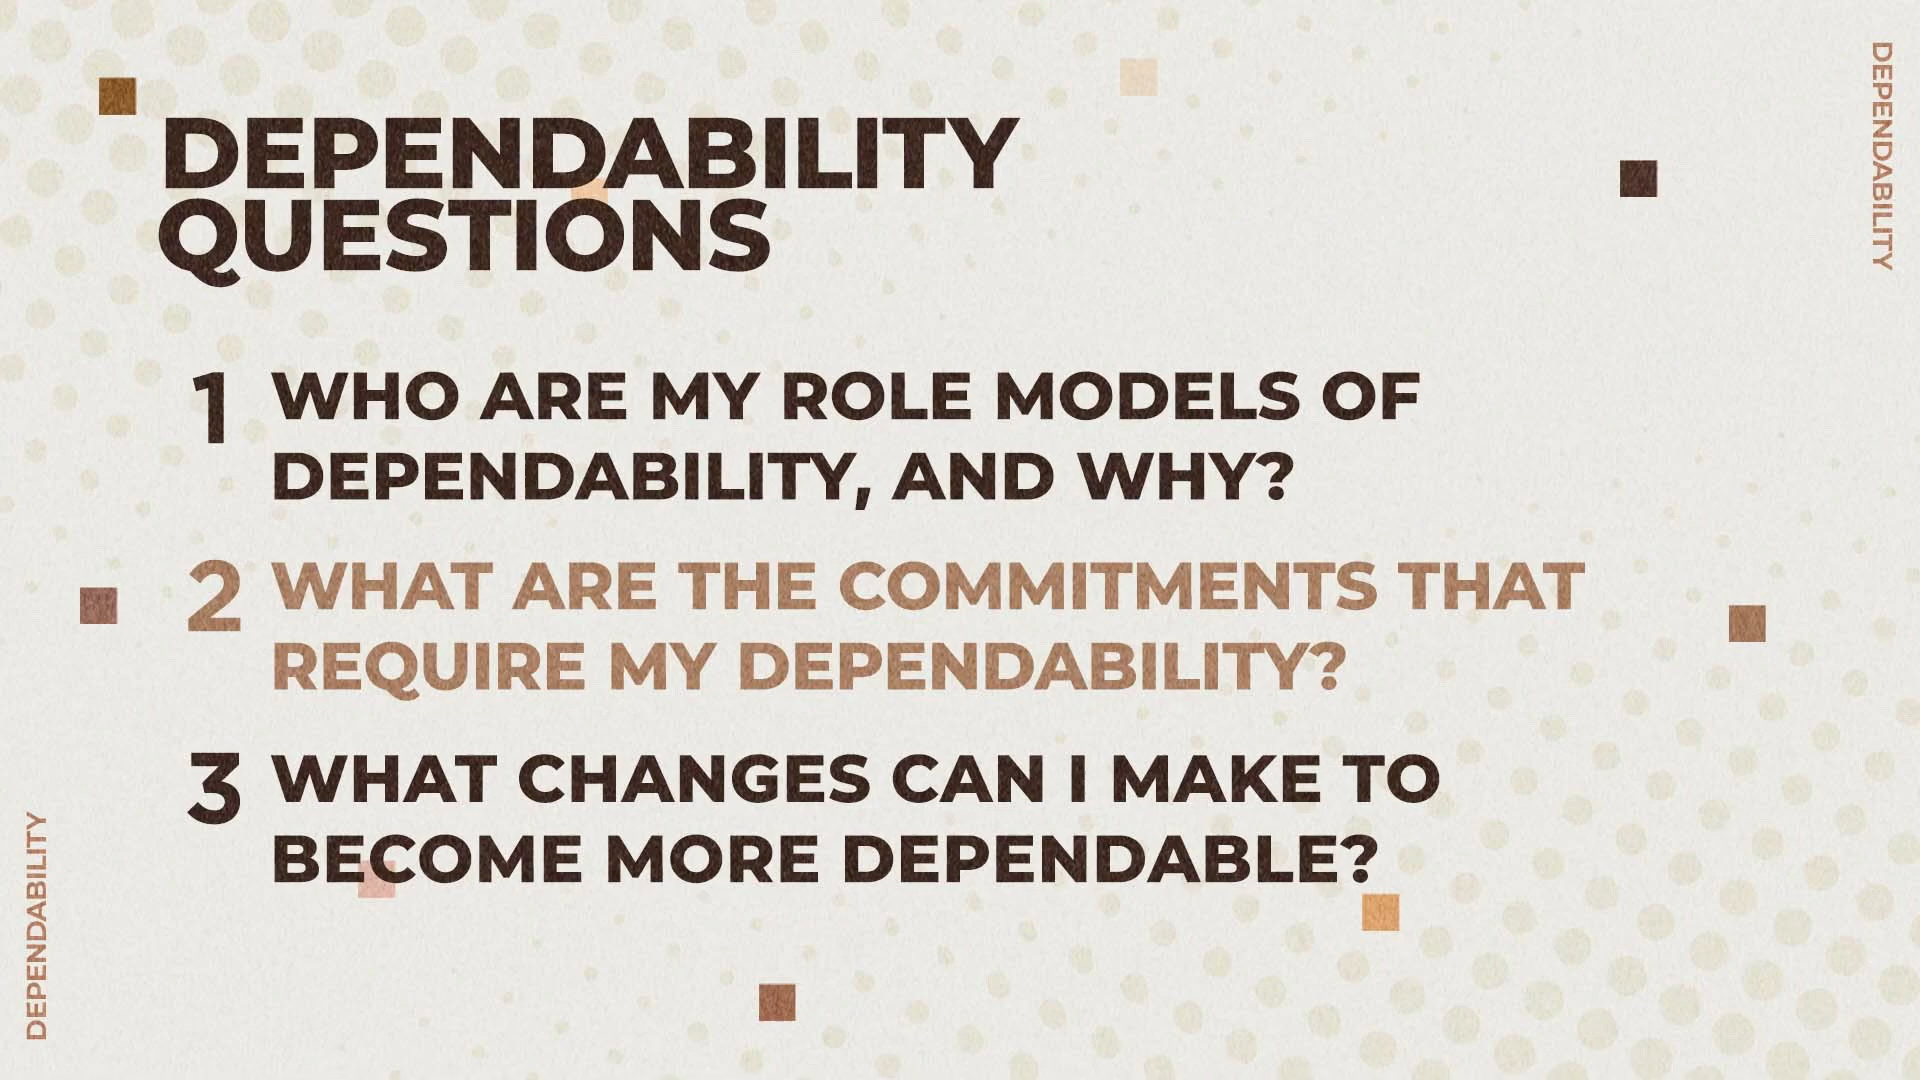 DEPENDABILITY
QUESTIONS
1 WHO ARE MY ROLE MODELS OF
DEPENDABILITY, AND WHY?
2 WHAT ARE THE COMMITMENTS THAT
REQUIRE MY DEPENDABILITY?
3 WHAT CHANGES CAN I MAKE TO
BECOME MORE DEPENDABLE?
DEPENDABILITY
DEPENDABILITY